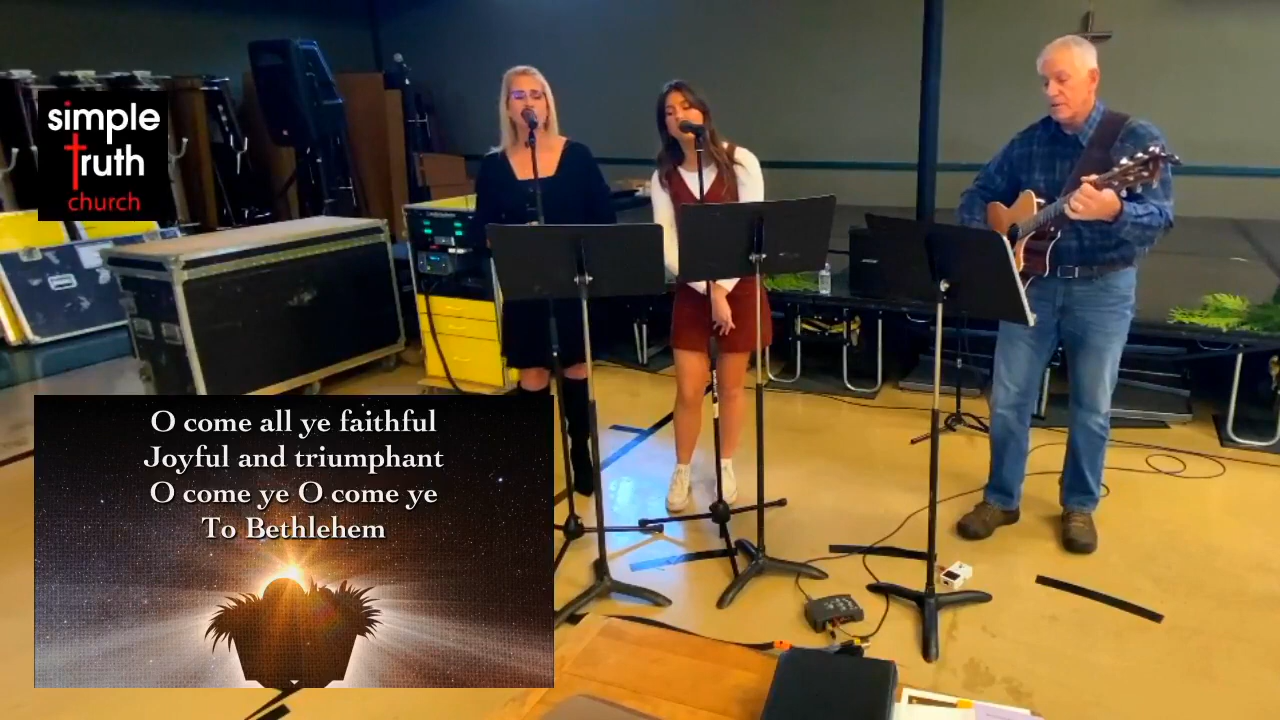 simple
truth
church
O come all ye faithful
Joyful and triumphant
O come ye O come ye
To Bethlehem